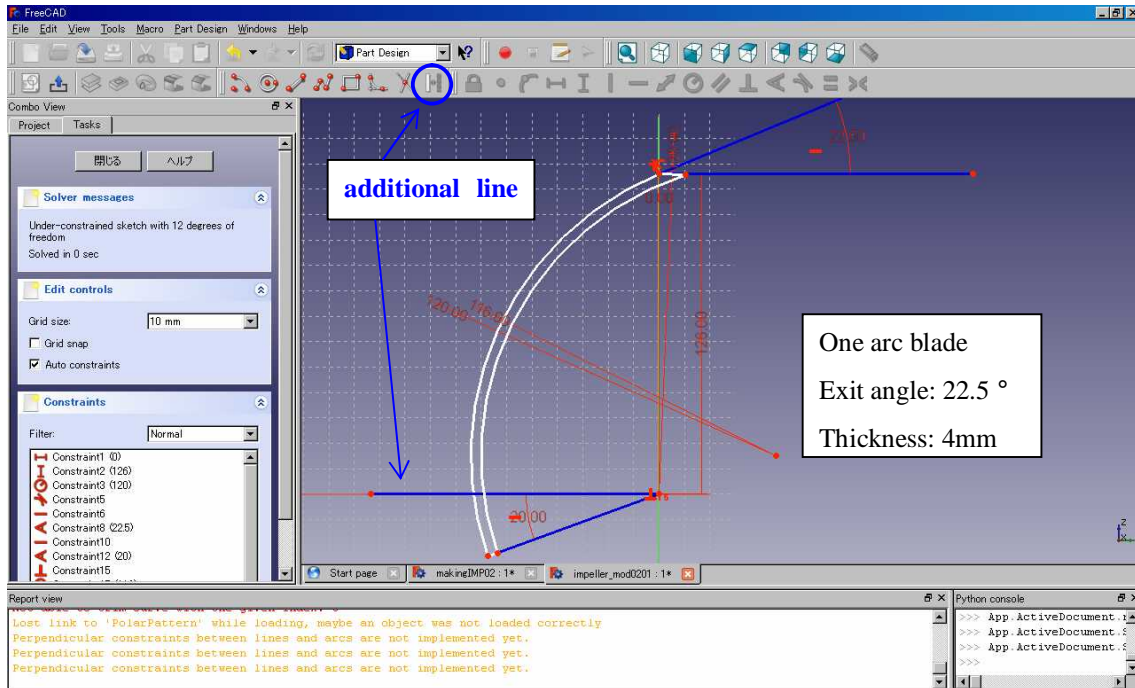 FreeCAD
File Edit View Tools Macro Part Design Windows Help
Part Design
Combo View
Project Tasks
閉じる ヘルプ
Solver messages
Under-constrained sketch with 12 degrees of
freedom
Solved in 0 sec
Edit controls
Grid size: 10 mm
Grid snap
Auto constraints
Constraints
Filter: Normal
Constraint1 (0)
Constraint2 (126)
Constraint3 (120)
Constraint5
Constraint6
Constraint8 (22.5)
Constraint10
Constraint12 (20)
Constraint15
additional line
22.50
0.00
120.00 116.00
126.00
20.00
One arc blade
Exit angle: 22.5 °
Thickness: 4mm
z
x
Start page makingIMP02 : 1* impeller_mod0201 : 1*
Report view
Lost link to 'PolarPattern' while loading, maybe an object was not loaded correctly
Perpendicular constraints between lines and arcs are not implemented yet.
Perpendicular constraints between lines and arcs are not implemented yet.
Perpendicular constraints between lines and arcs are not implemented yet.
Python console
>>> App.ActiveDocument.
>>> App.ActiveDocument.S
>>> App.ActiveDocument.S
>>>